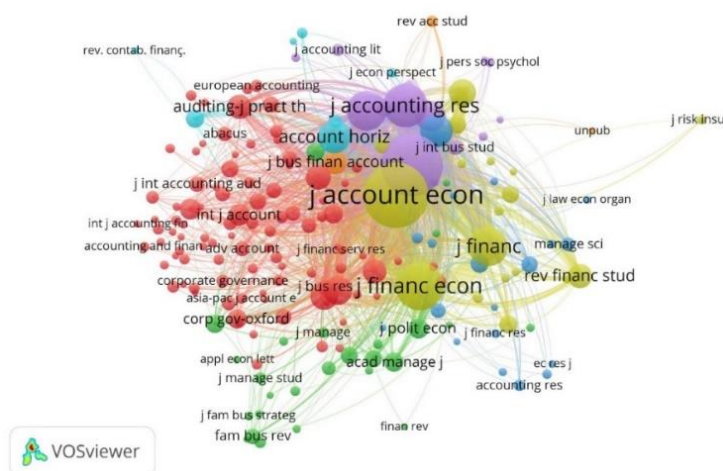 rev acc stud
rev. contab. finanç.
j accounting lit
j econ perspect
j pers soc psychol
european accounting
auditing-j pract th
j accounting res
j risk insu
abacus
account horiz
unpub
j int bus stud
j bus finan account
j int accounting aud
j account econ
j law econ organ
int j accounting fin
int j account
accounting and finan
adv account
j financ serv res
j financ
manage sci
corporate governance
j bus res
j financ econ
rev financ stud
asia-pac j account e
corp gov-oxford
j manage
j polit econ
j financ res
appl econ lett
acad manage j
ec res j
j manage stud
accounting res
j fam bus strateg
fam bus rev
finan rev
VOSviewer